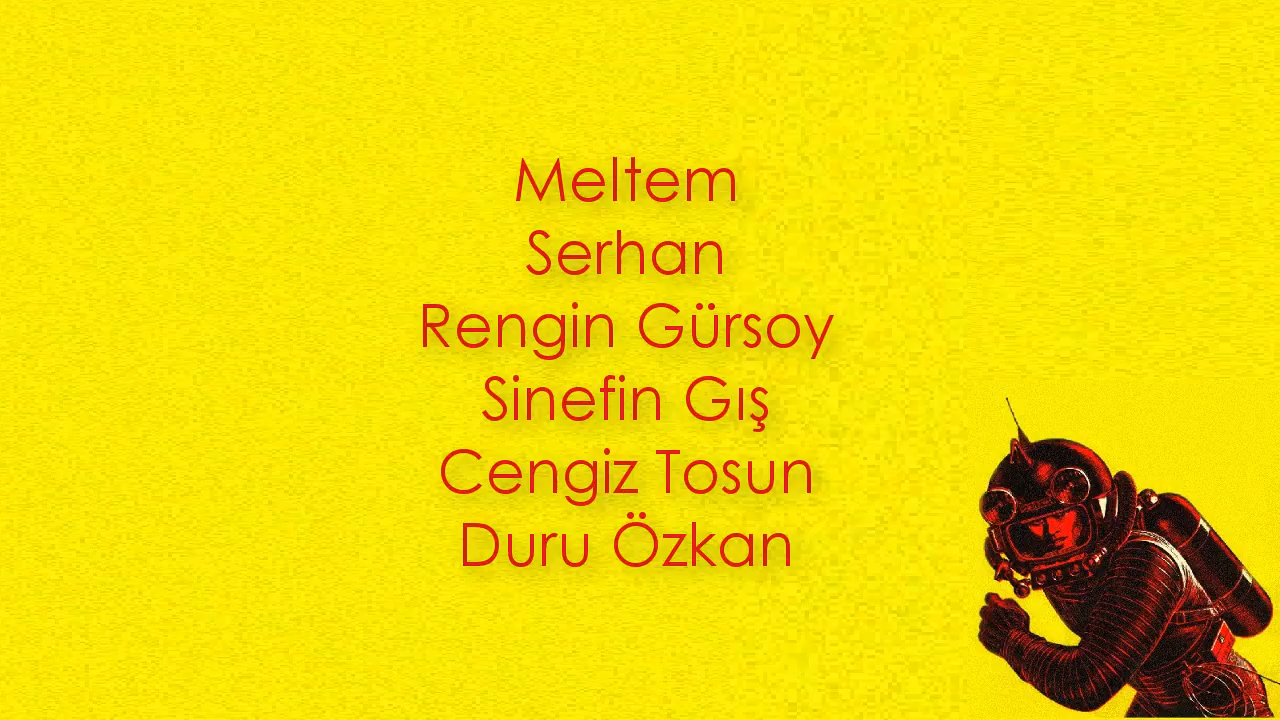 Meltem
Serhan
Rengin Gürsoy
Sinefin Gış
Cengiz Tosun
Duru Özkan